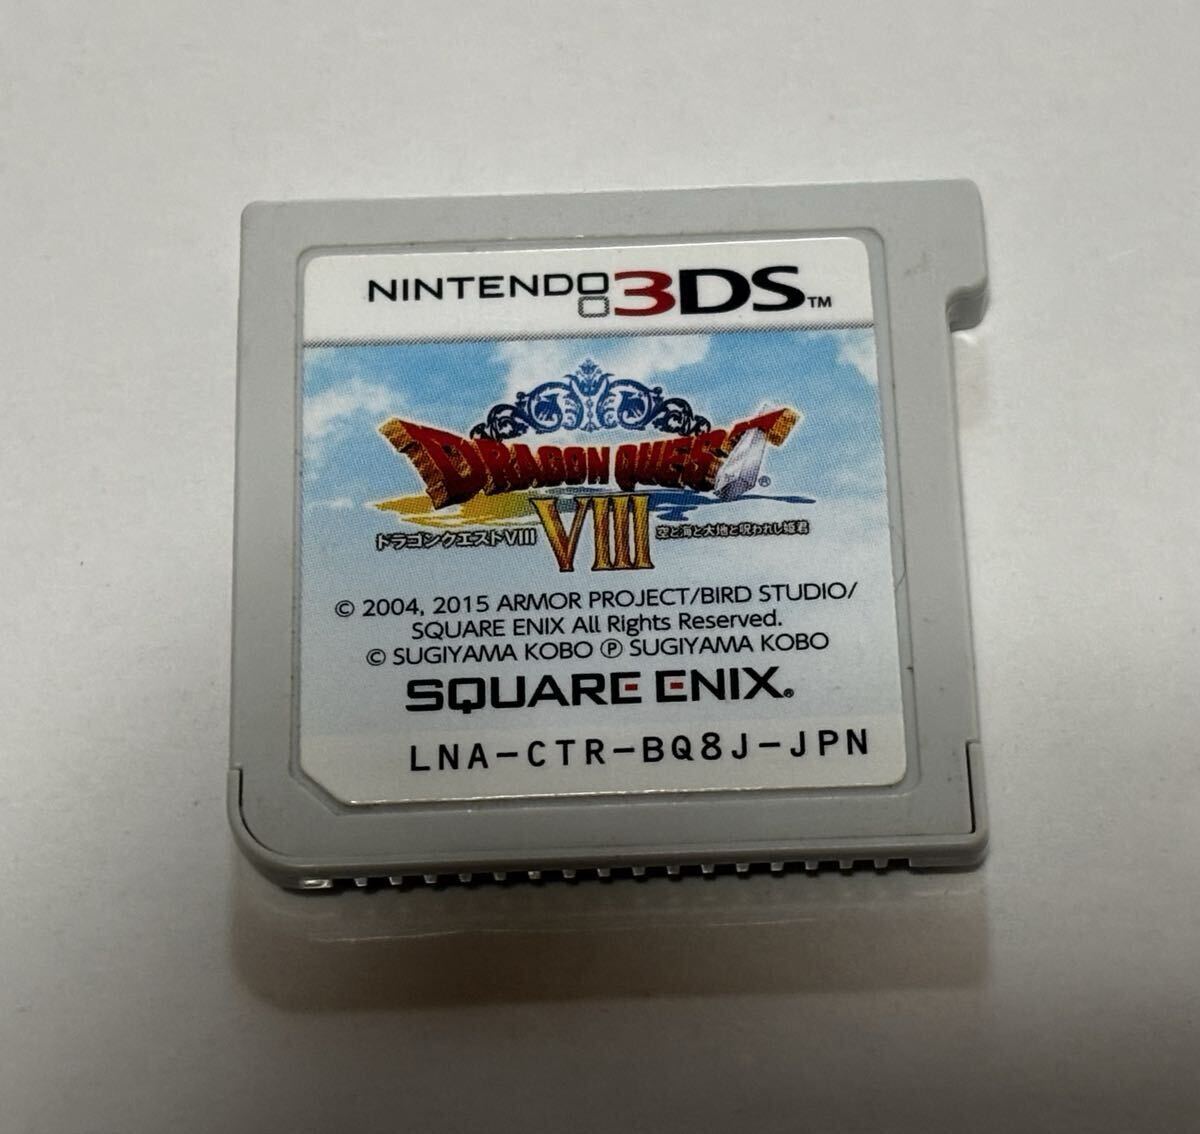 NINTENDO 3DS™
DRAGON QUEST®
VIII
ドラゴンクエストVIII 空と海と大地と呪われし姫君
© 2004, 2015 ARMOR PROJECT/BIRD STUDIO/
SQUARE ENIX All Rights Reserved.
© SUGIYAMA KOBO ℗ SUGIYAMA KOBO
SQUARE ENIX®
LNA-CTR-BQ8J-JPN